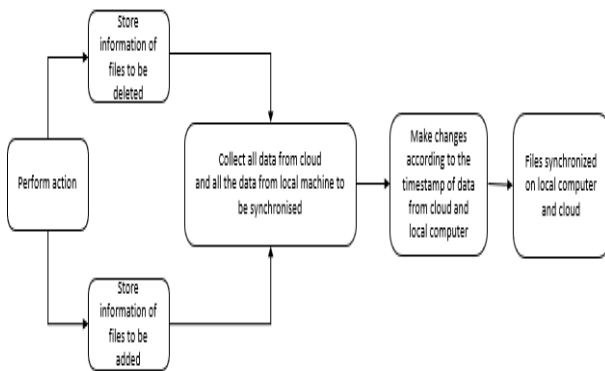 Store
information of
files to be
deleted
Perform action
Collect all data from cloud
and all the data from local machine to
be synchronised
Make changes
according to the
timestamp of data
from cloud and
local computer
Files synchronized
on local computer
and cloud
Store
information of
files to be
added